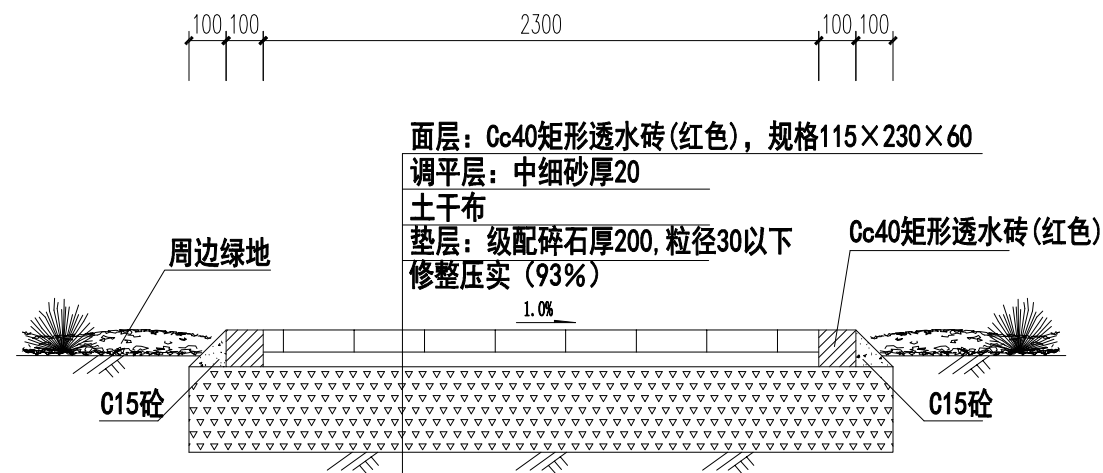 100 100 2300 100 100
面层：Cc40矩形透水砖(红色)，规格115×230×60
调平层：中细砂厚20
土干布
垫层：级配碎石厚200,粒径30以下
修整压实（93%）
Cc40矩形透水砖(红色)
周边绿地
1.0%
C15砼
C15砼